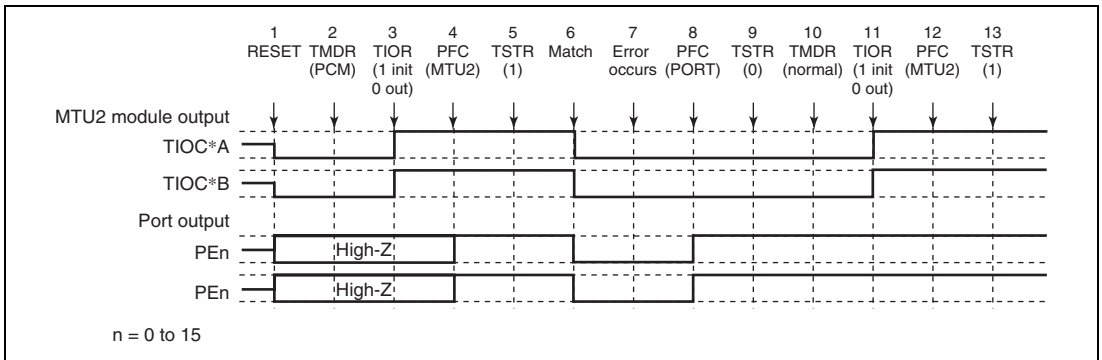 1 2 3 4 5 6 7 8 9 10 11 12 13
RESET TMDR TIOR PFC TSTR Match Error PFC TSTR TMDR TIOR PFC TSTR
(PCM) (1 init (MTU2) (1) occurs (PORT) (0) (normal) (1 init (MTU2) (1)
0 out) 0 out)
MTU2 module output
TIOC*A
TIOC*B
Port output
PEn High-Z
PEn High-Z
n = 0 to 15